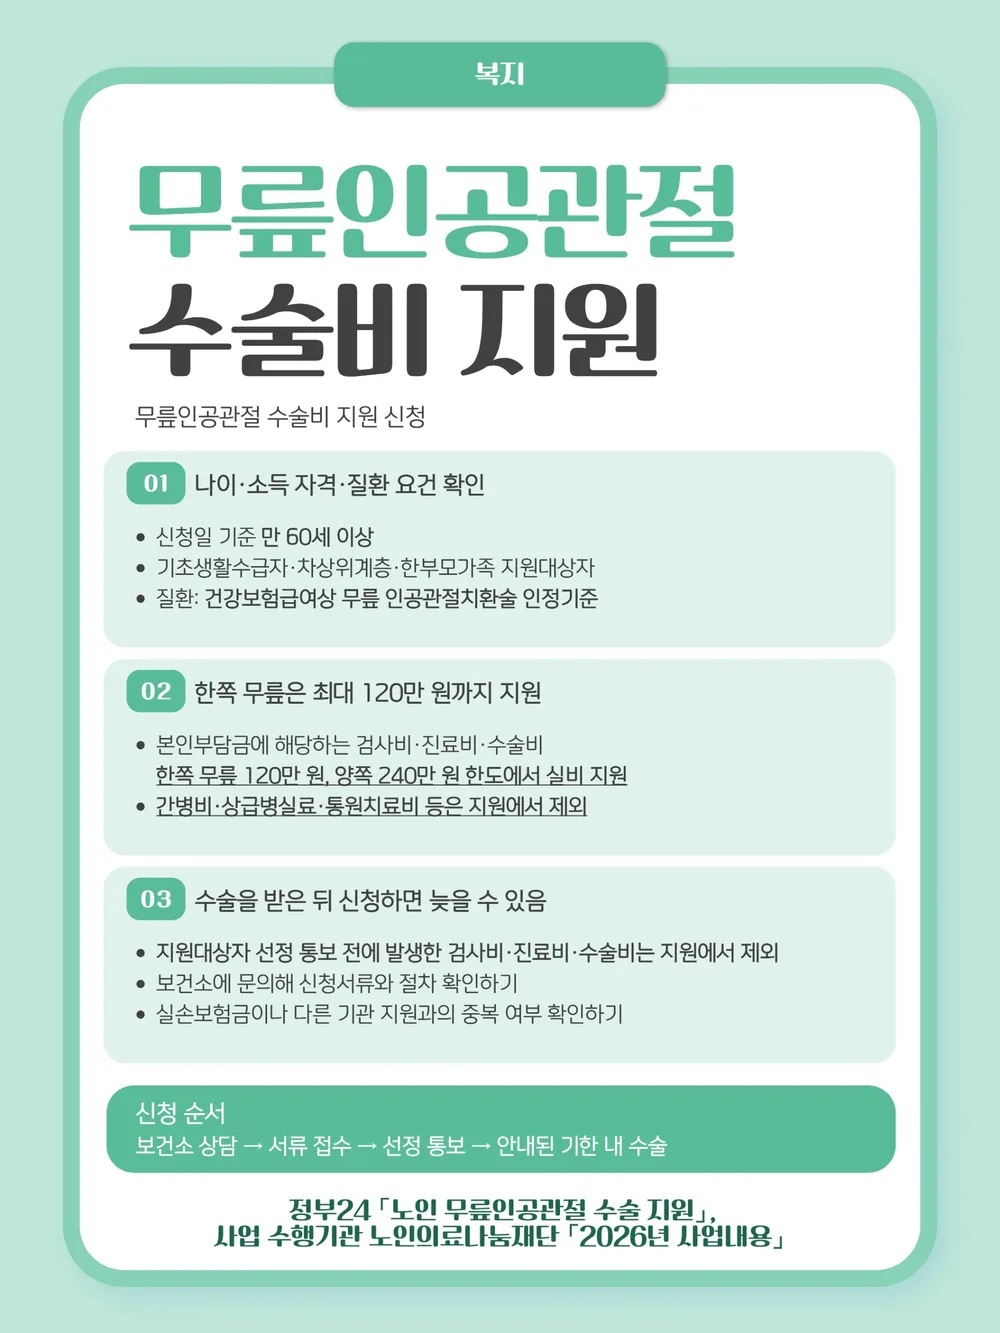 복지
무릎인공관절
수술비 지원
무릎인공관절 수술비 지원 신청
01 나이·소득 자격·질환 요건 확인
• 신청일 기준 만 60세 이상
• 기초생활수급자·차상위계층·한부모가족 지원대상자
• 질환: 건강보험급여상 무릎 인공관절치환술 인정기준
02 한쪽 무릎은 최대 120만 원까지 지원
• 본인부담금에 해당하는 검사비·진료비·수술비
한쪽 무릎 120만 원, 양쪽 240만 원 한도에서 실비 지원
• 간병비·상급병실료·통원치료비 등은 지원에서 제외
03 수술을 받은 뒤 신청하면 늦을 수 있음
• 지원대상자 선정 통보 전에 발생한 검사비·진료비·수술비는 지원에서 제외
• 보건소에 문의해 신청서류와 절차 확인하기
• 실손보험금이나 다른 기관 지원과의 중복 여부 확인하기
신청 순서
보건소 상담 → 서류 접수 → 선정 통보 → 안내된 기한 내 수술
정부24 「노인 무릎인공관절 수술 지원」,
사업 수행기관 노인의료나눔재단 「2026년 사업내용」